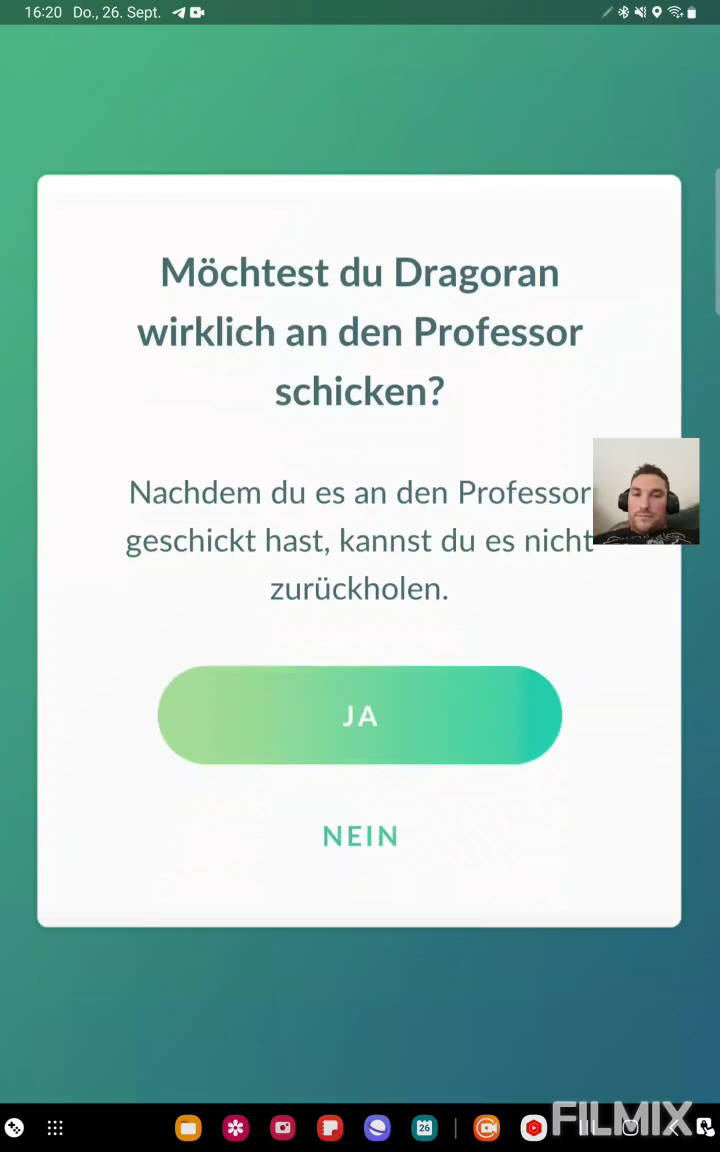 16:20 Do., 26. Sept.
Möchtest du Dragoran
wirklich an den Professor
schicken?
Nachdem du es an den Professor
geschickt hast, kannst du es nicht
zurückholen.
JA
NEIN
26
FILMIX